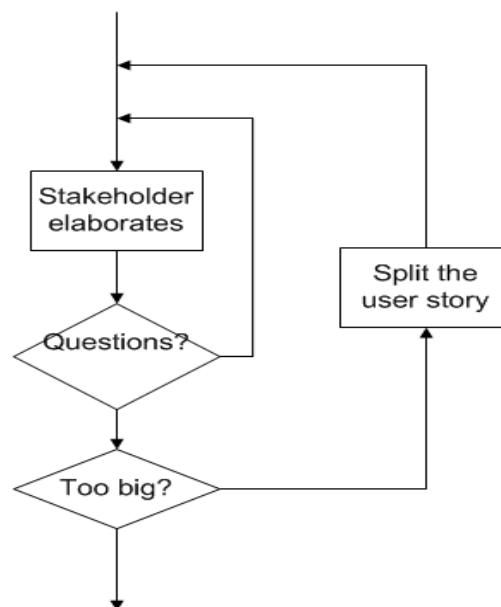 Stakeholder
elaborates
Split the
user story
Questions?
Too big?